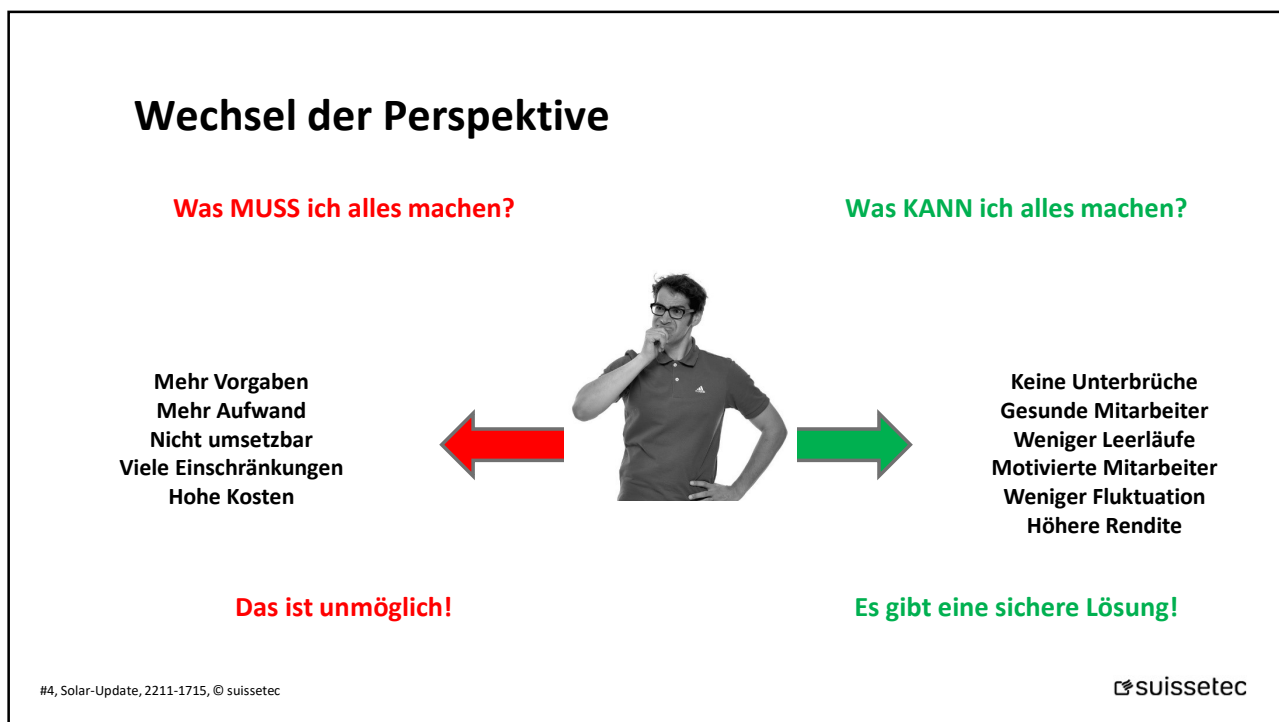 Wechsel der Perspektive
Was MUSS ich alles machen?
Was KANN ich alles machen?
Mehr Vorgaben
Mehr Aufwand
Nicht umsetzbar
Viele Einschränkungen
Hohe Kosten
Keine Unterbrüche
Gesunde Mitarbeiter
Weniger Leerläufe
Motivierte Mitarbeiter
Weniger Fluktuation
Höhere Rendite
Das ist unmöglich!
Es gibt eine sichere Lösung!
#4, Solar-Update, 2211-1715, © suissetec
suissetec